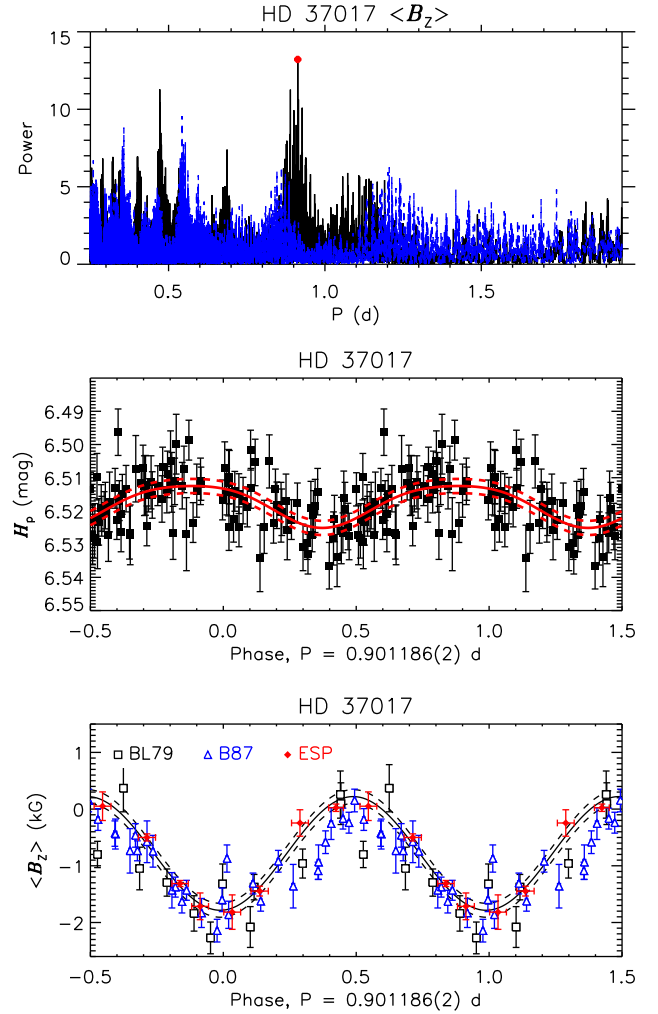 HD 37017 <B_Z>
15
10
5
0
Power
0.5 1.0 1.5
P (d)
HD 37017
6.49
6.50
6.51
6.52
6.53
6.54
6.55
H_P (mag)
-0.5 0.0 0.5 1.0 1.5
Phase, P = 0.901186(2) d
HD 37017
BL79 B87 ESP
1
0
-1
-2
<B_Z> (kG)
-0.5 0.0 0.5 1.0 1.5
Phase, P = 0.901186(2) d